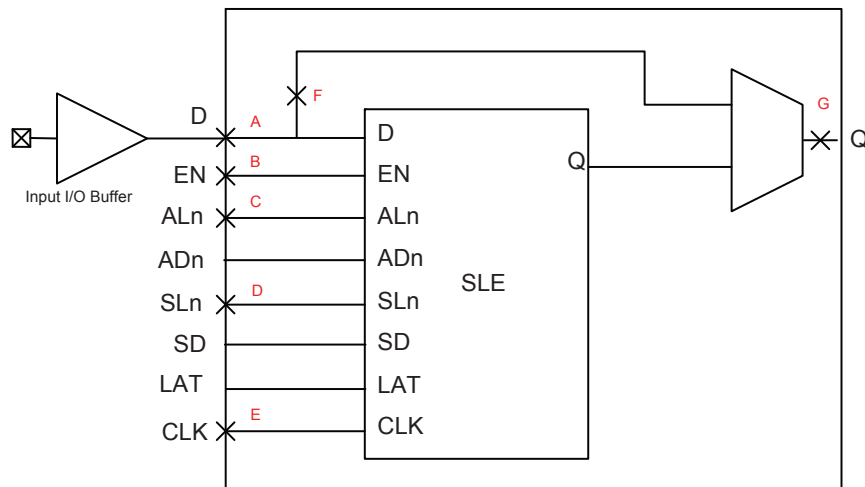 F
G
D
A
D
Q
Q
EN
B
EN
Input I/O Buffer
ALn
C
ALn
ADn
ADn
SLE
SLn
D
SLn
SD
SD
LAT
LAT
CLK
E
CLK